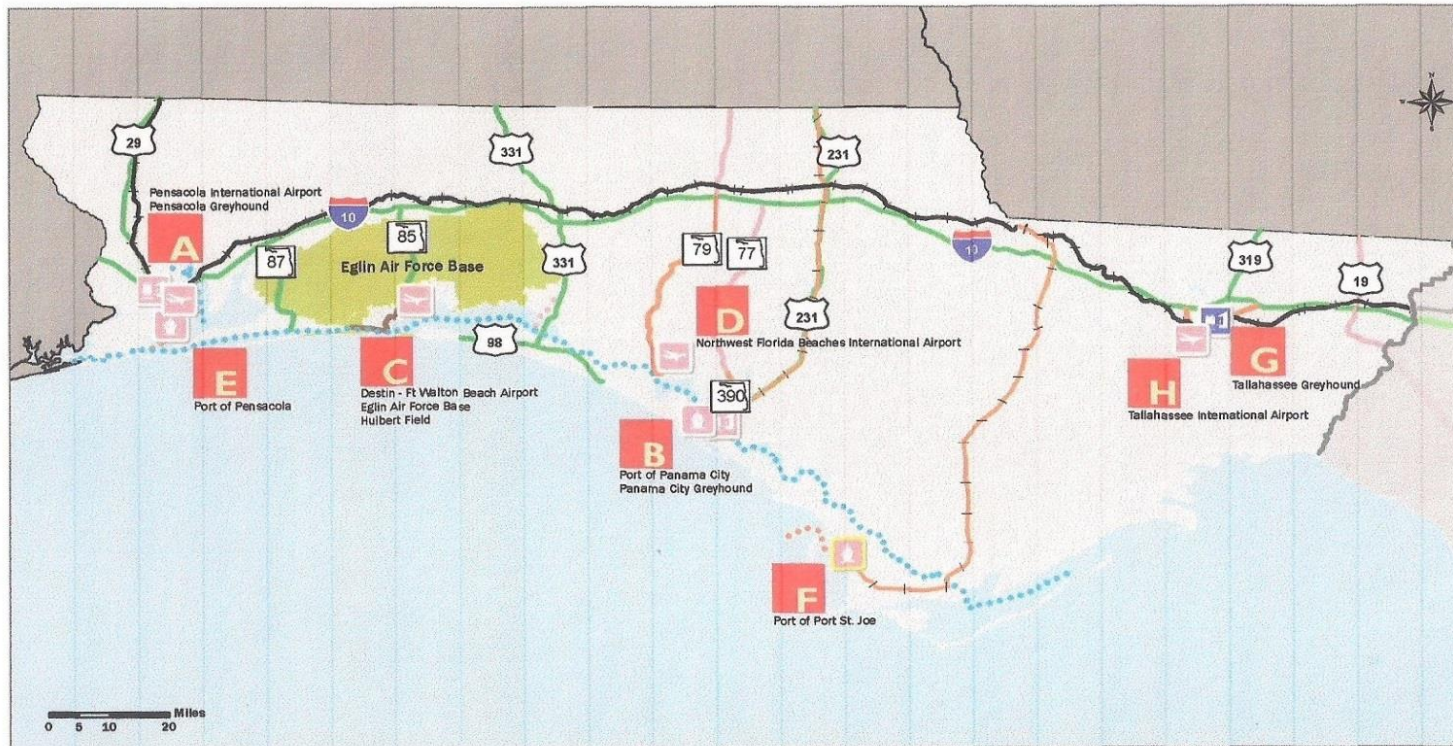 29
331
231
Pensacola International Airport
Pensacola Greyhound
A
10
85
87
Eglin Air Force Base
331
79
77
10
319
19
231
D
Northwest Florida Beaches International Airport
98
E
Port of Pensacola
C
Destin - Ft Walton Beach Airport
Eglin Air Force Base
Hulbert Field
390
H
Tallahassee International Airport
G
Tallahassee Greyhound
B
Port of Panama City
Panama City Greyhound
F
Port of Port St. Joe
Miles
0 5 10 20